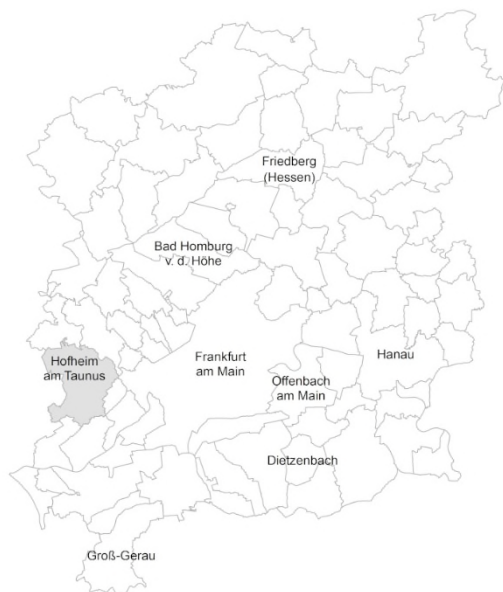 Friedberg
(Hessen)
Bad Homburg
v. d. Höhe
Hofheim
am Taunus
Frankfurt
am Main
Hanau
Offenbach
am Main
Dietzenbach
Groß-Gerau